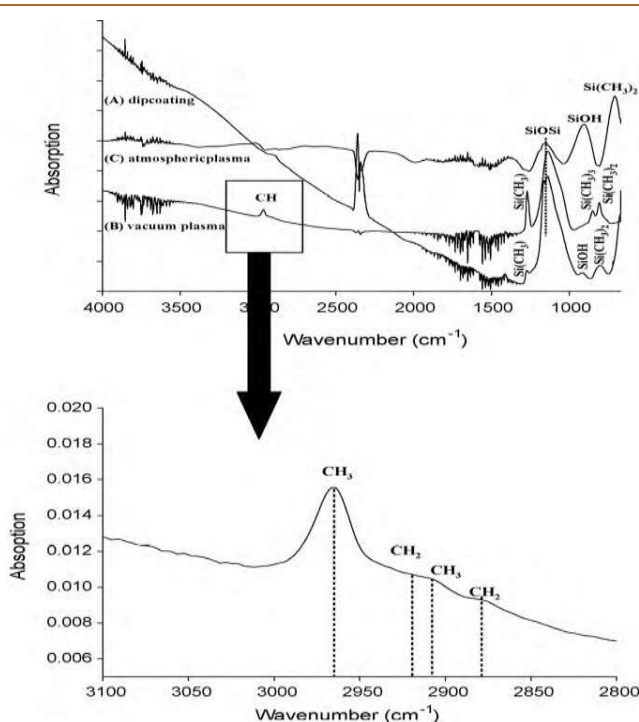 Si(CH₃)₂
SiOH
SiOSi
(A) dipcoating
(C) atmosphericplasma
CH
(B) vacuum plasma
Si(CH₃)
Si(CH₃)₃
Si(CH₃)₂
Si(CH₃)
SiOH
Si(CH₃)₂
Absorption
4000 3500 3000 2500 2000 1500 1000
Wavenumber (cm⁻¹)
0.020
0.018
0.016
0.014
0.012
0.010
0.008
0.006
CH₃
CH₂
CH₃
CH₂
Absoption
3100 3050 3000 2950 2900 2850 2800
Wavenumber (cm⁻¹)